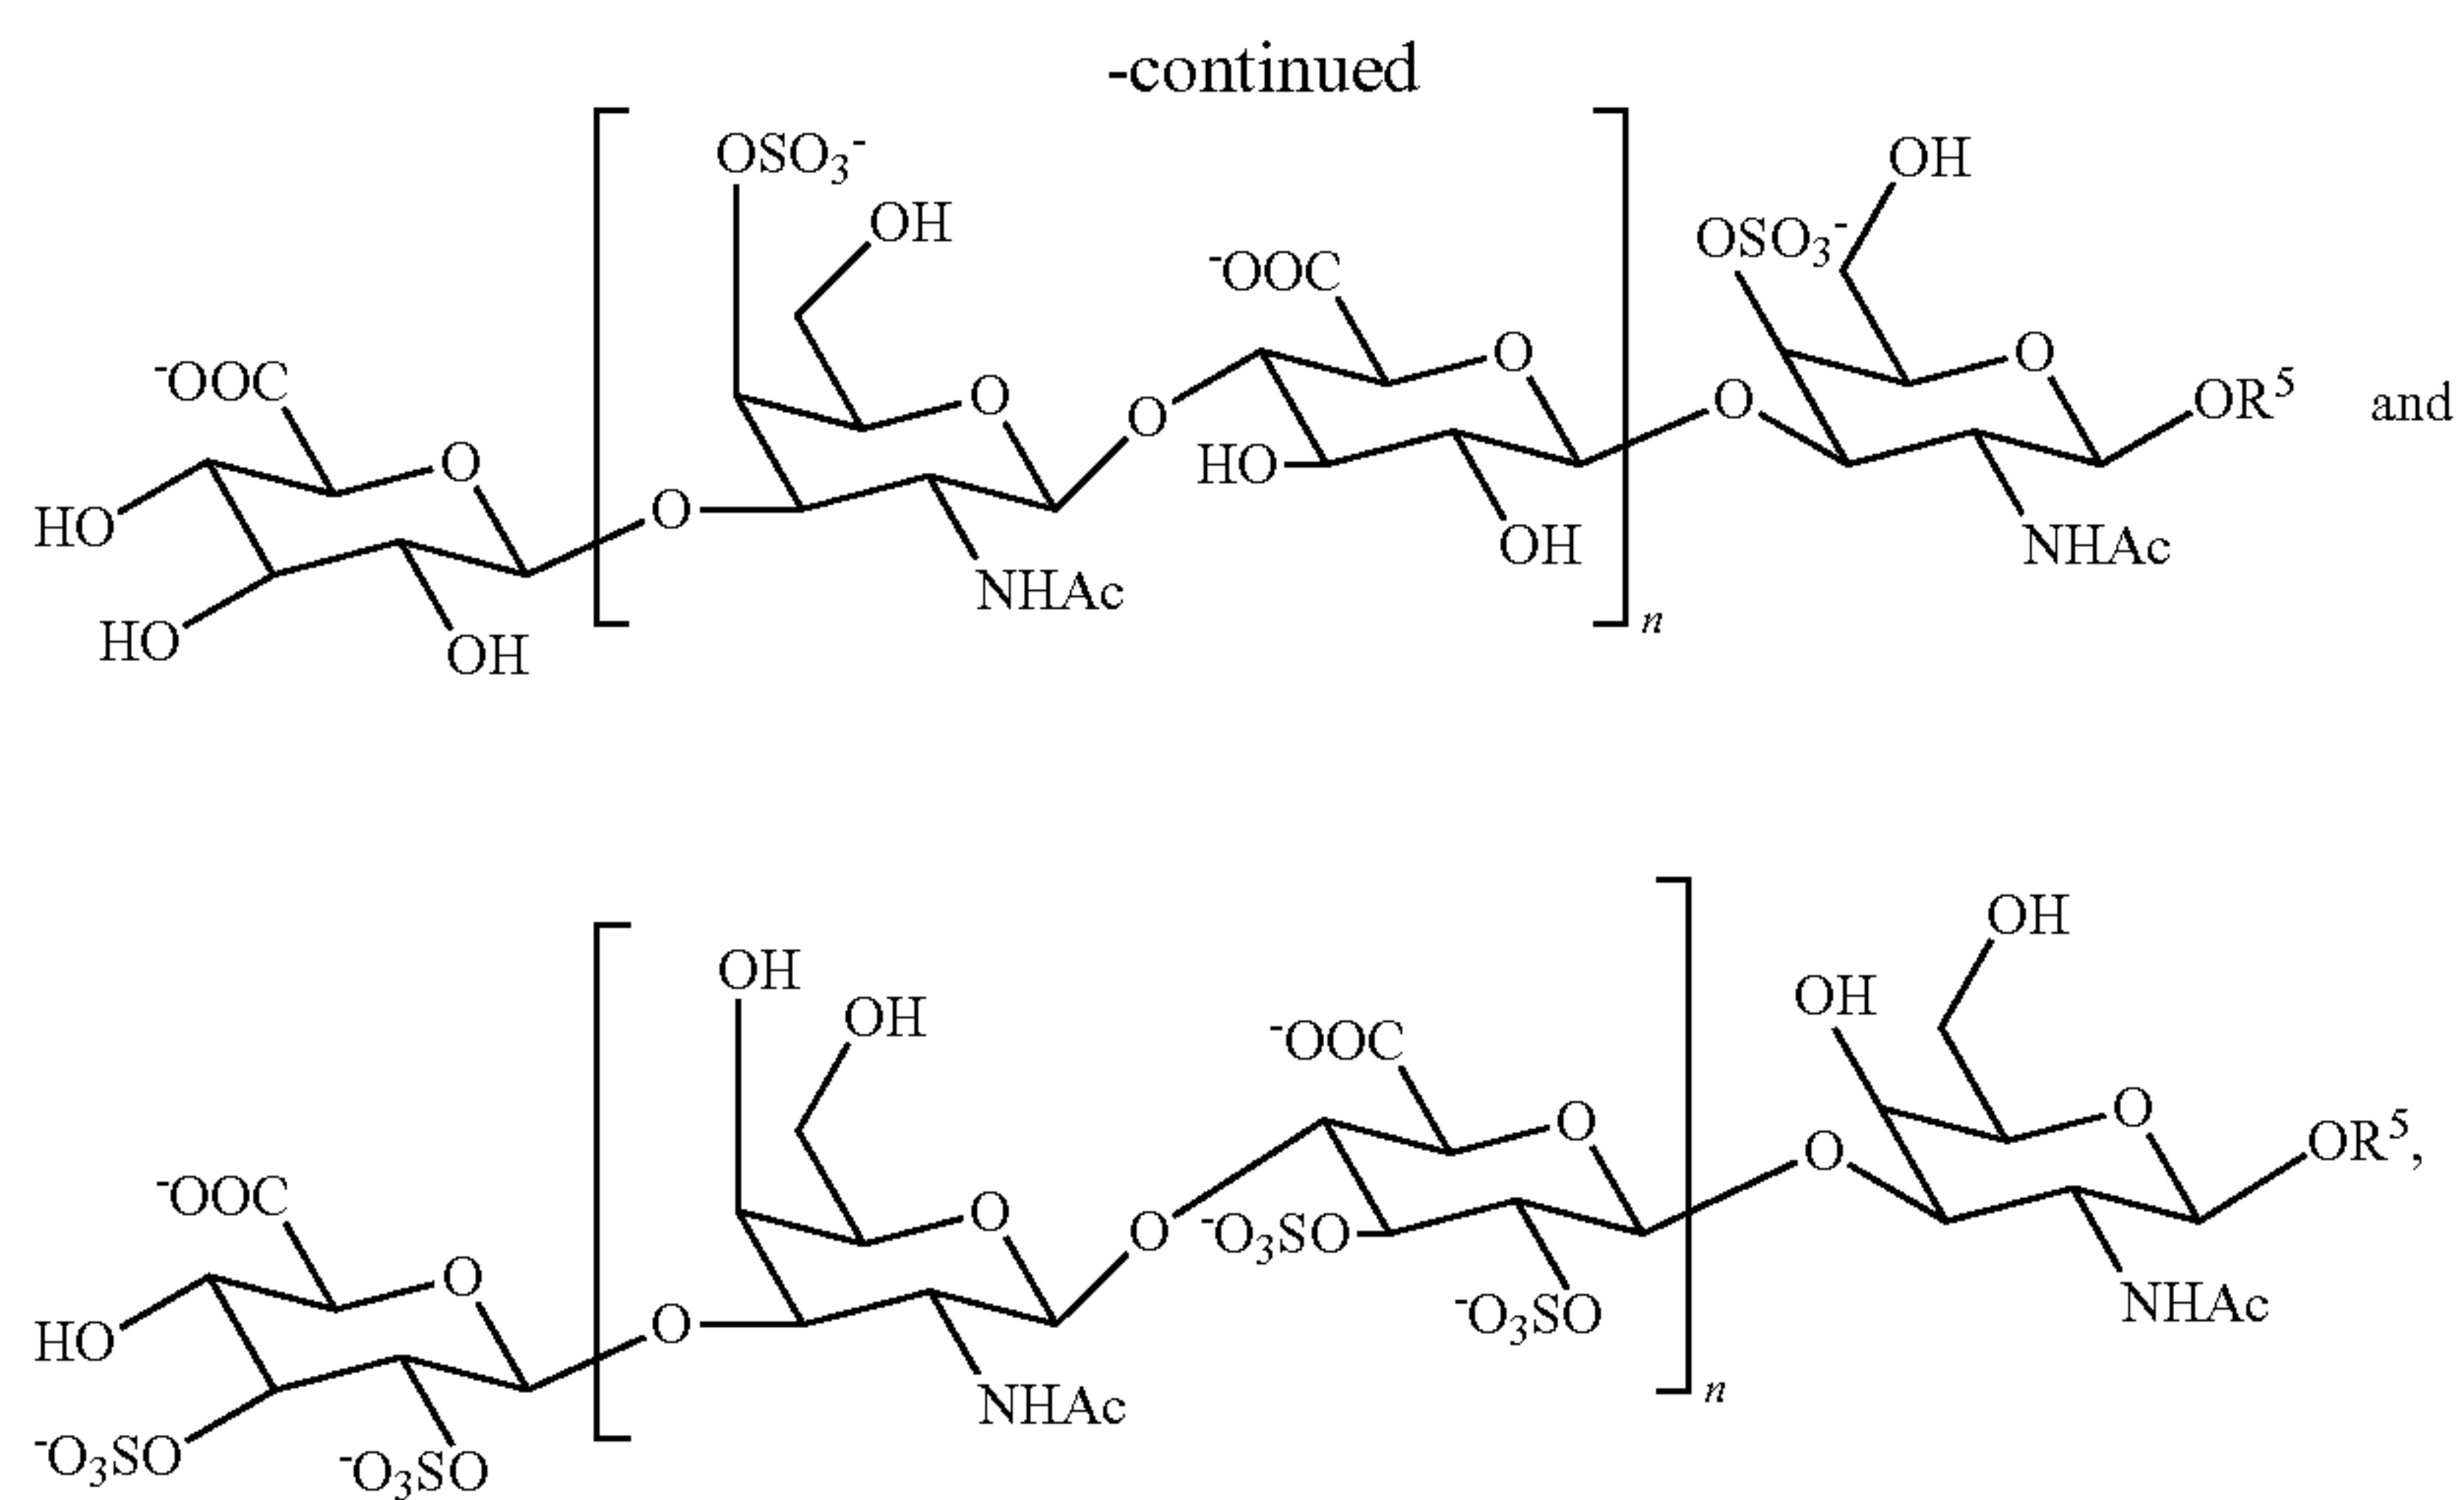 -continued
OSO₃⁻
OH
OH
OSO₃⁻
⁻OOC
⁻OOC
O
O
O
O
O
O
OR⁵ and
HO
HO
O
OH
NHAc
NHAc
HO
OH
n
OH
OH
OH
OH
⁻OOC
⁻OOC
O
O
O
O
O
O
OR⁵,
HO
O
⁻O₃SO
⁻O₃SO
NHAc
NHAc
⁻O₃SO
⁻O₃SO
n